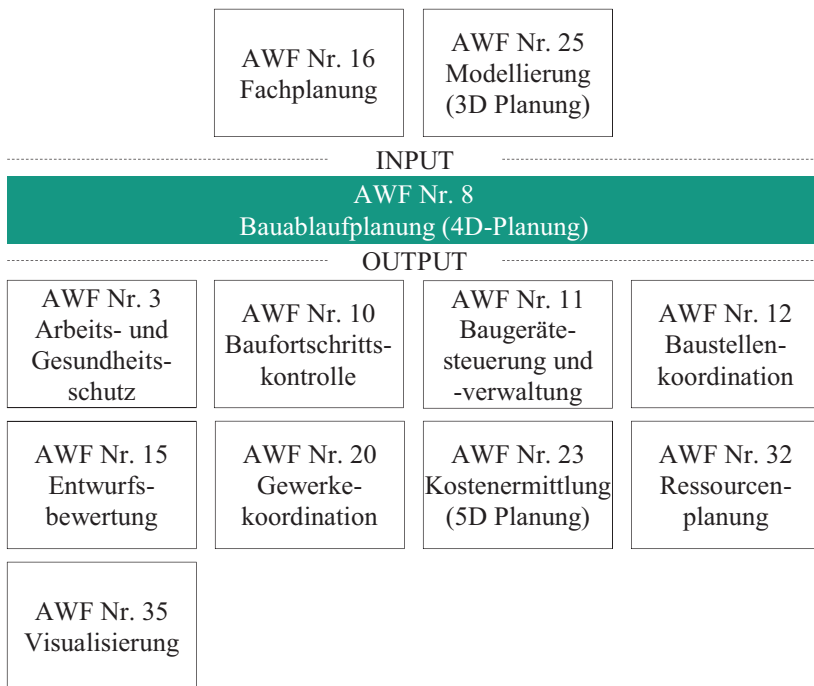 AWF Nr. 16
Fachplanung
AWF Nr. 25
Modellierung
(3D Planung)
INPUT
AWF Nr. 8
Bauablaufplanung (4D-Planung)
OUTPUT
AWF Nr. 3
Arbeits- und
Gesundheits-
schutz
AWF Nr. 10
Baufortschritts-
kontrolle
AWF Nr. 11
Baugeräte-
steuerung und
-verwaltung
AWF Nr. 12
Baustellen-
koordination
AWF Nr. 15
Entwurfs-
bewertung
AWF Nr. 20
Gewerke-
koordination
AWF Nr. 23
Kostenermittlung
(5D Planung)
AWF Nr. 32
Ressourcen-
planung
AWF Nr. 35
Visualisierung